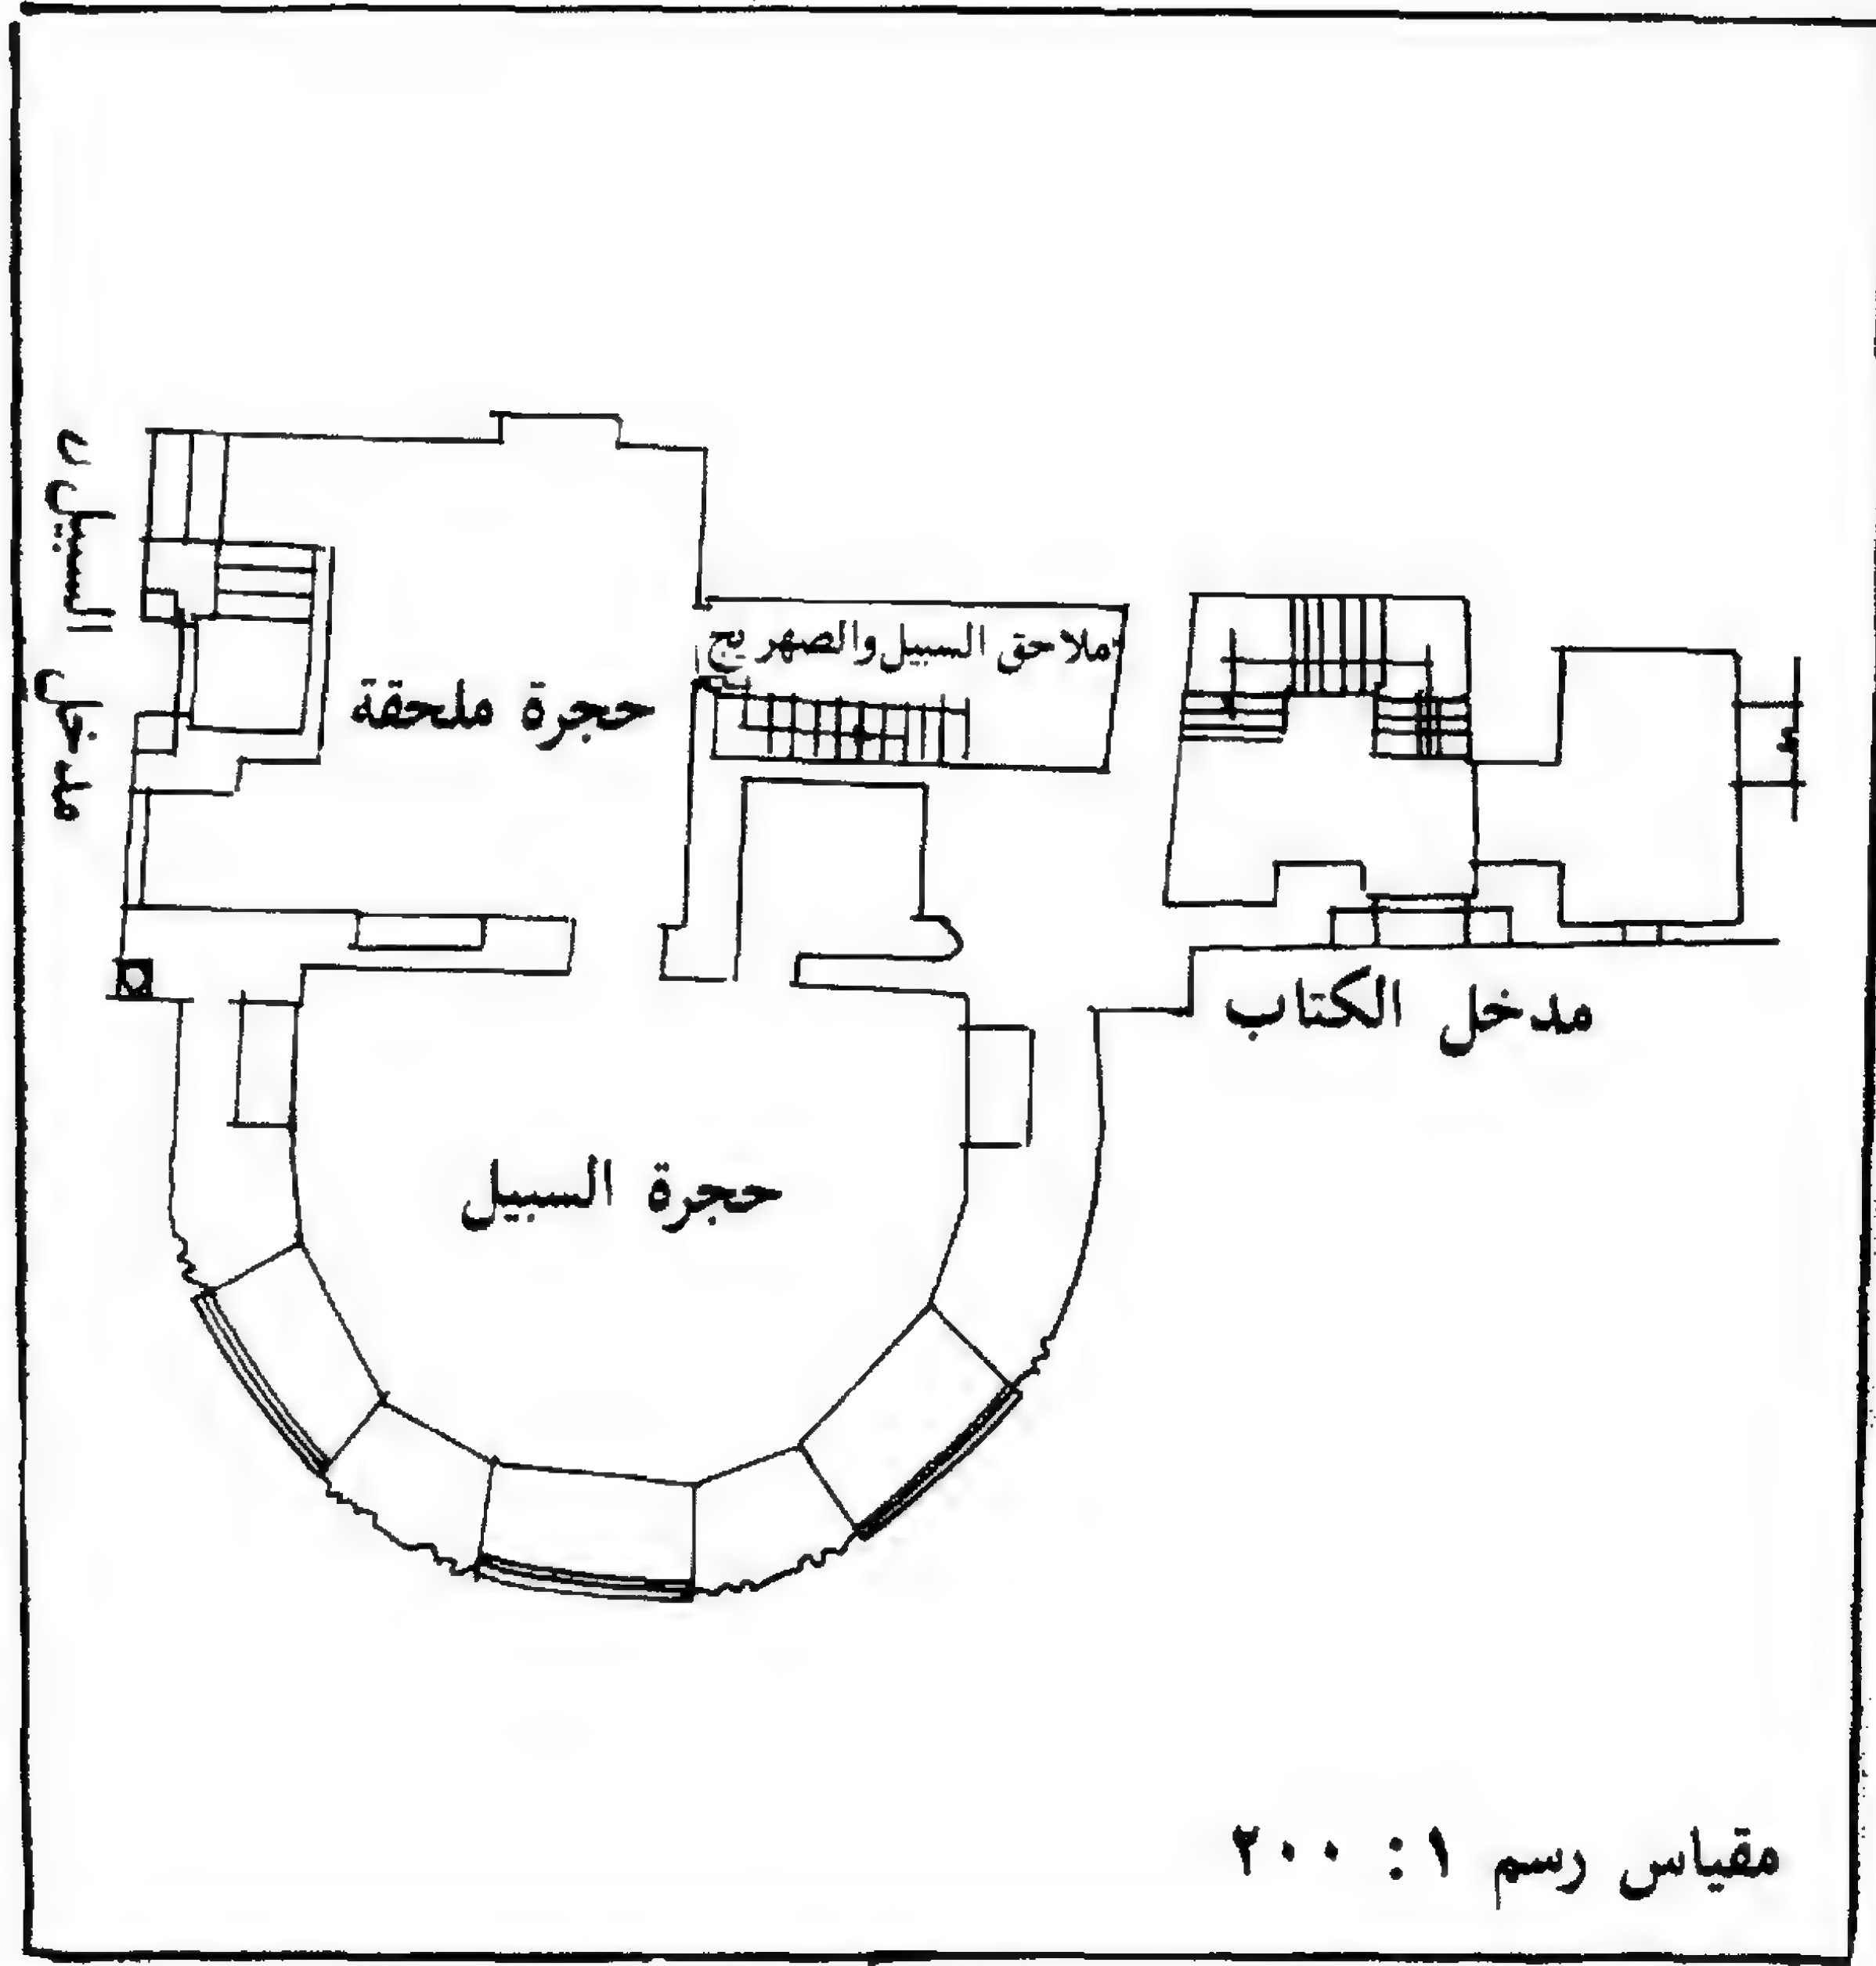 مدخل السبيل
ملاحق السبيل والصهريج
حجرة ملحقة
مدخل الكتاب
حجرة السبيل
مقياس رسم ١ : ٢٠٠